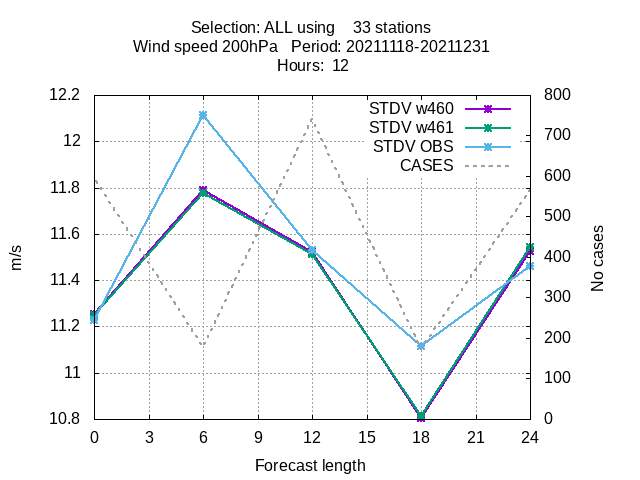 Selection: ALL using    33 stations
Wind speed 200hPa   Period: 20211118-20211231
Hours:  12
12.2
12
11.8
11.6
11.4
11.2
11
10.8
m/s
STDV w460
STDV w461
STDV OBS
CASES
800
700
600
500
400
300
200
100
0
No cases
0 3 6 9 12 15 18 21 24
Forecast length